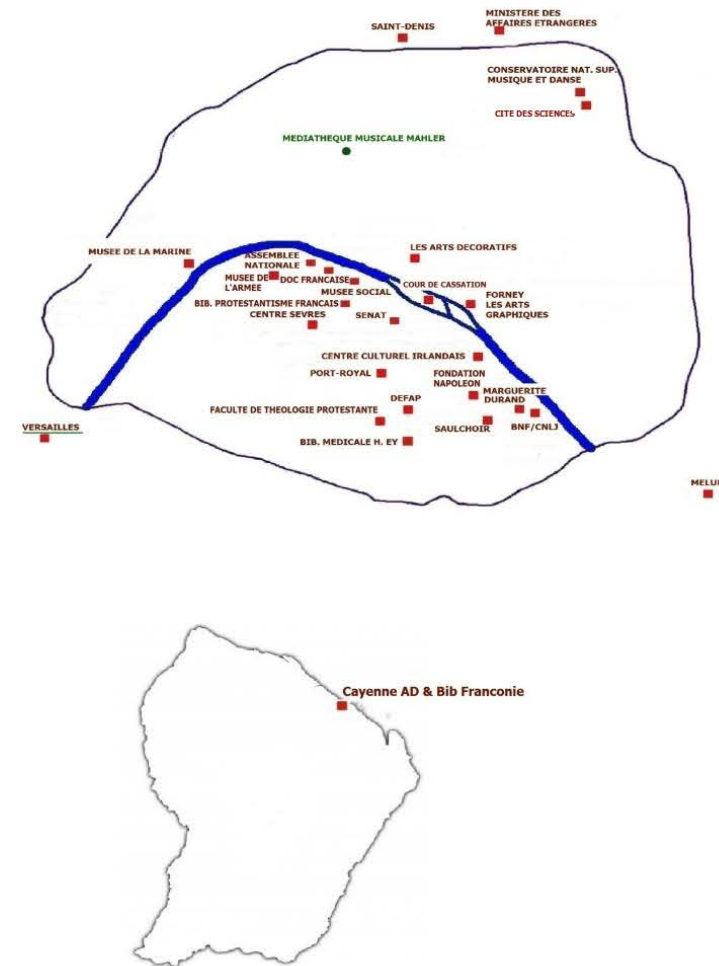 MINISTERE DES
AFFAIRES ETRANGERES
SAINT-DENIS
CONSERVATOIRE NAT. SUP.
MUSIQUE ET DANSE
CITE DES SCIENCES
MEDIATHEQUE MUSICALE MAHLER
MUSEE DE LA MARINE
ASSEMBLEE
NATIONALE
LES ARTS DECORATIFS
MUSEE DE
L'ARMEE
DOC FRANCAISE
MUSEE SOCIAL
COUR DE CASSATION
BIB. PROTESTANTISME FRANCAIS
FORNEY
LES ARTS
GRAPHIQUES
CENTRE SEVRES
SENAT
CENTRE CULTUREL IRLANDAIS
PORT-ROYAL
FONDATION
NAPOLEON
MARGUERITE
DURAND
DEFAP
FACULTE DE THEOLOGIE PROTESTANTE
SAULCHOIR
BNF/CNLJ
VERSAILLES
BIB. MEDICALE H. EY
MELUN
Cayenne AD & Bib Franconie